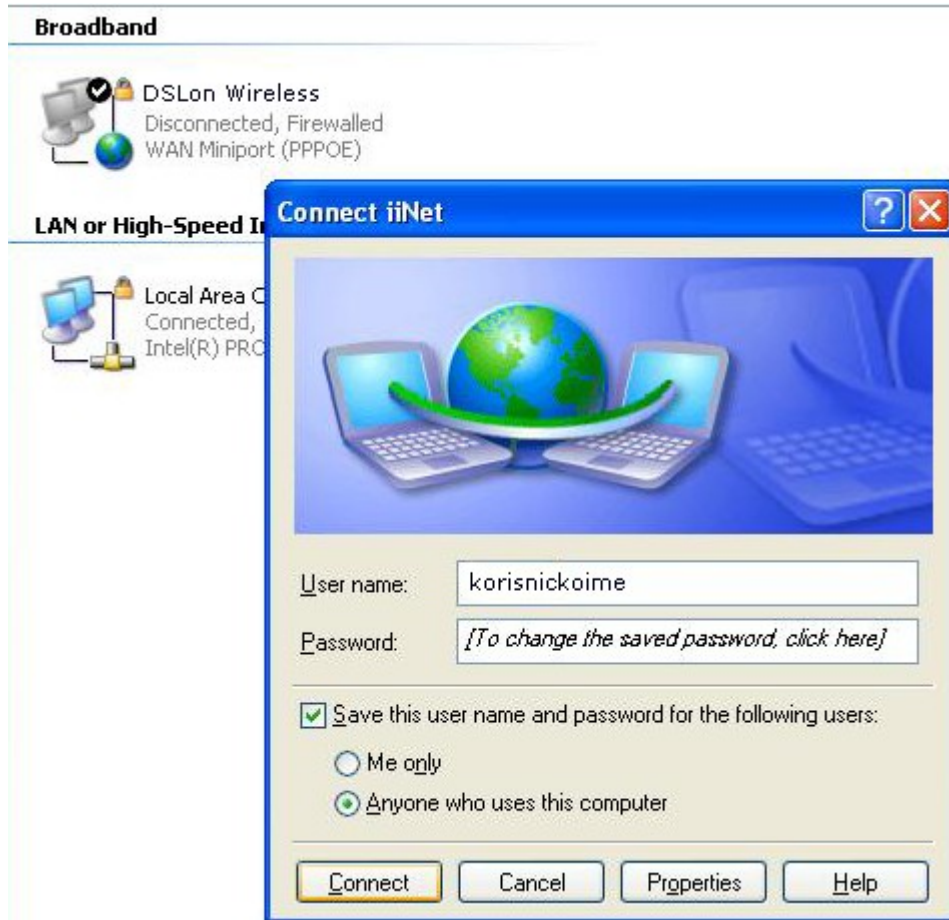 Broadband
DSLon Wireless
Disconnected, Firewalled
WAN Miniport (PPPOE)
LAN or High-Speed I
Local Area C
Connected,
Intel(R) PRO
Connect iiNet
User name:
korisnickoime
Password:
[To change the saved password, click here]
Save this user name and password for the following users:
Me only
Anyone who uses this computer
Connect
Cancel
Properties
Help